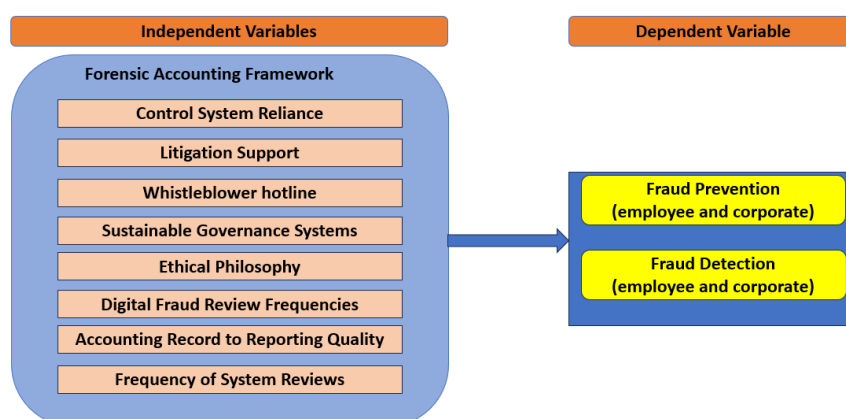 Independent Variables
Dependent Variable
Forensic Accounting Framework
Control System Reliance
Litigation Support
Whistleblower hotline
Sustainable Governance Systems
Ethical Philosophy
Digital Fraud Review Frequencies
Accounting Record to Reporting Quality
Frequency of System Reviews
Fraud Prevention
(employee and corporate)
Fraud Detection
(employee and corporate)